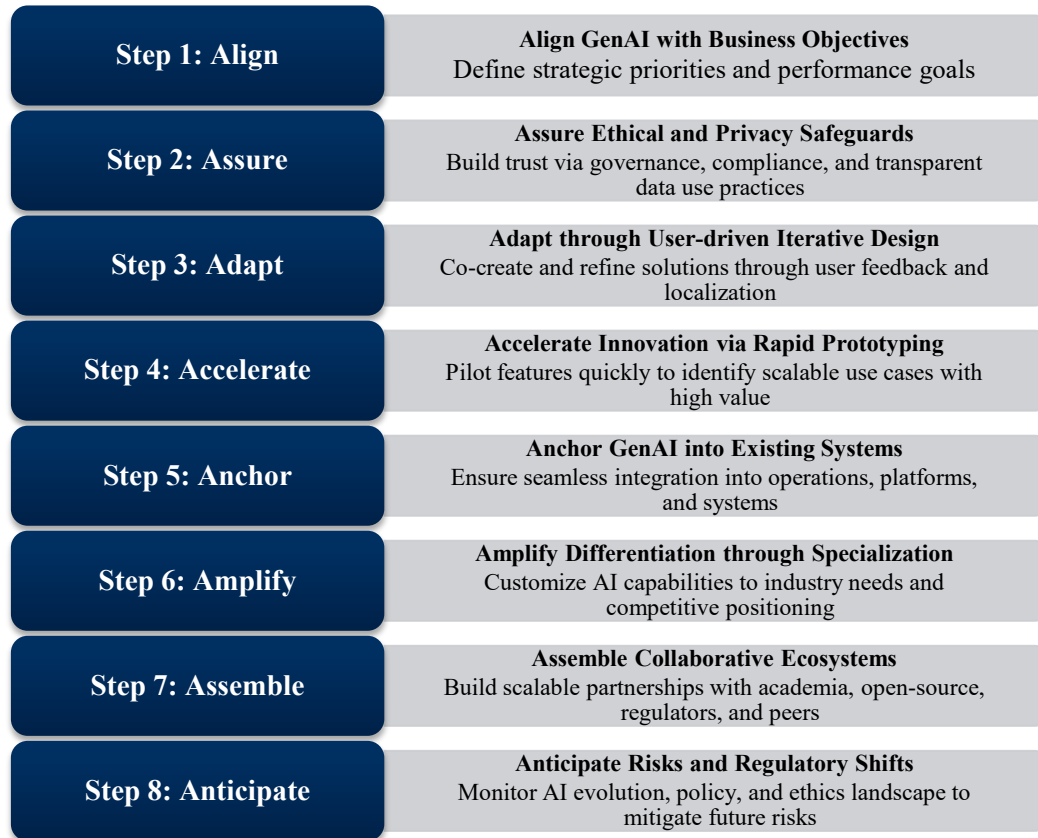 Step 1: Align
Align GenAI with Business Objectives
Define strategic priorities and performance goals
Step 2: Assure
Assure Ethical and Privacy Safeguards
Build trust via governance, compliance, and transparent
data use practices
Step 3: Adapt
Adapt through User-driven Iterative Design
Co-create and refine solutions through user feedback and
localization
Step 4: Accelerate
Accelerate Innovation via Rapid Prototyping
Pilot features quickly to identify scalable use cases with
high value
Step 5: Anchor
Anchor GenAI into Existing Systems
Ensure seamless integration into operations, platforms,
and systems
Step 6: Amplify
Amplify Differentiation through Specialization
Customize AI capabilities to industry needs and
competitive positioning
Step 7: Assemble
Assemble Collaborative Ecosystems
Build scalable partnerships with academia, open-source,
regulators, and peers
Step 8: Anticipate
Anticipate Risks and Regulatory Shifts
Monitor AI evolution, policy, and ethics landscape to
mitigate future risks